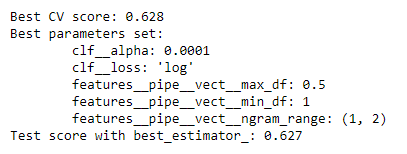 Best CV score: 0.628
Best parameters set:
clf__alpha: 0.0001
clf__loss: 'log'
features__pipe__vect__max_df: 0.5
features__pipe__vect__min_df: 1
features__pipe__vect__ngram_range: (1, 2)
Test score with best_estimator_: 0.627